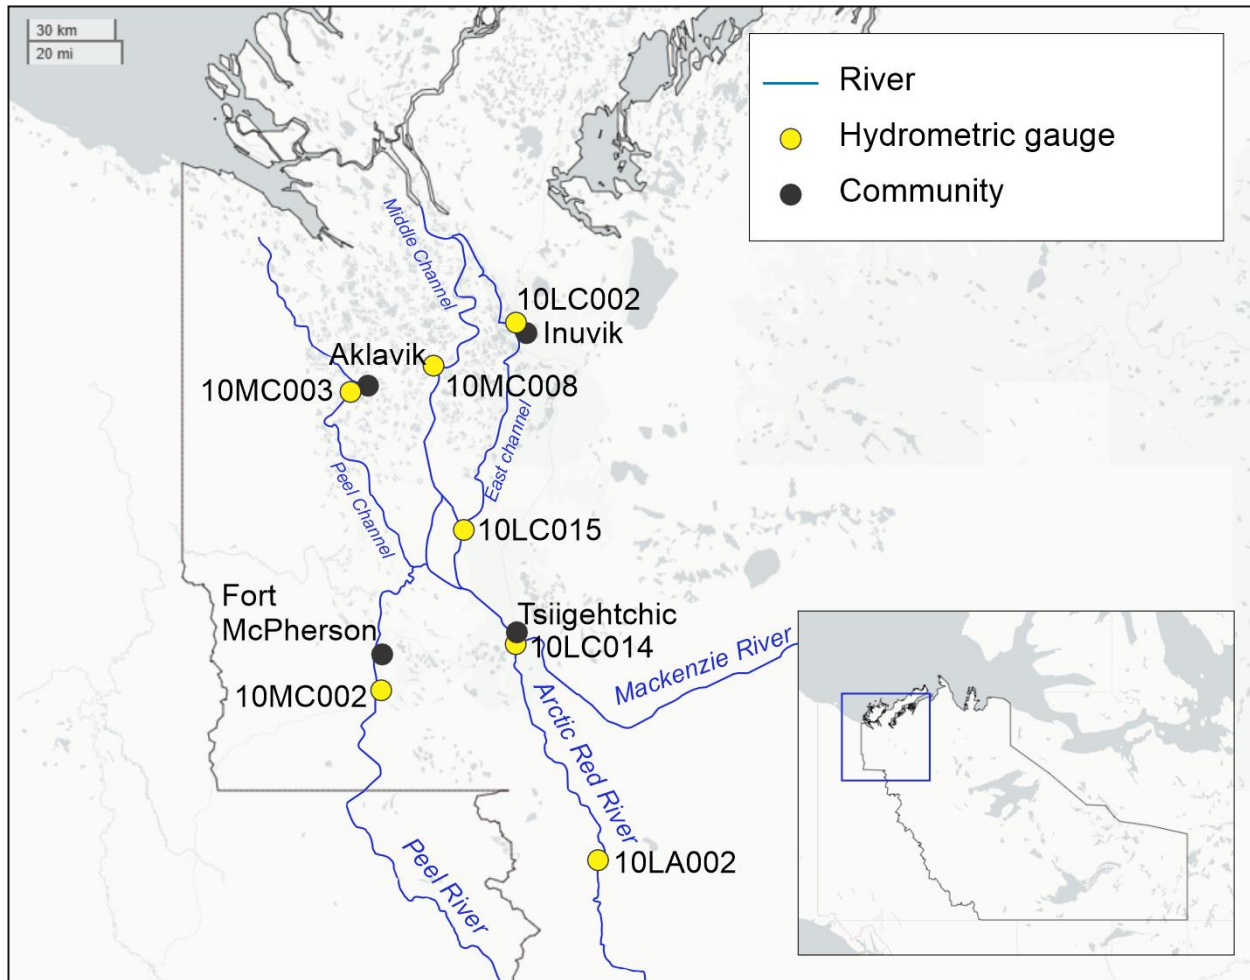 30 km
20 mi
River
Hydrometric gauge
Community
Middle Channel
10LC002
Inuvik
Aklavik
10MC003
10MC008
East channel
Peel Channel
10LC015
Fort
McPherson
Tsiigehtchic
10LC014
Mackenzie River
10MC002
Arctic Red River
Peel River
10LA002